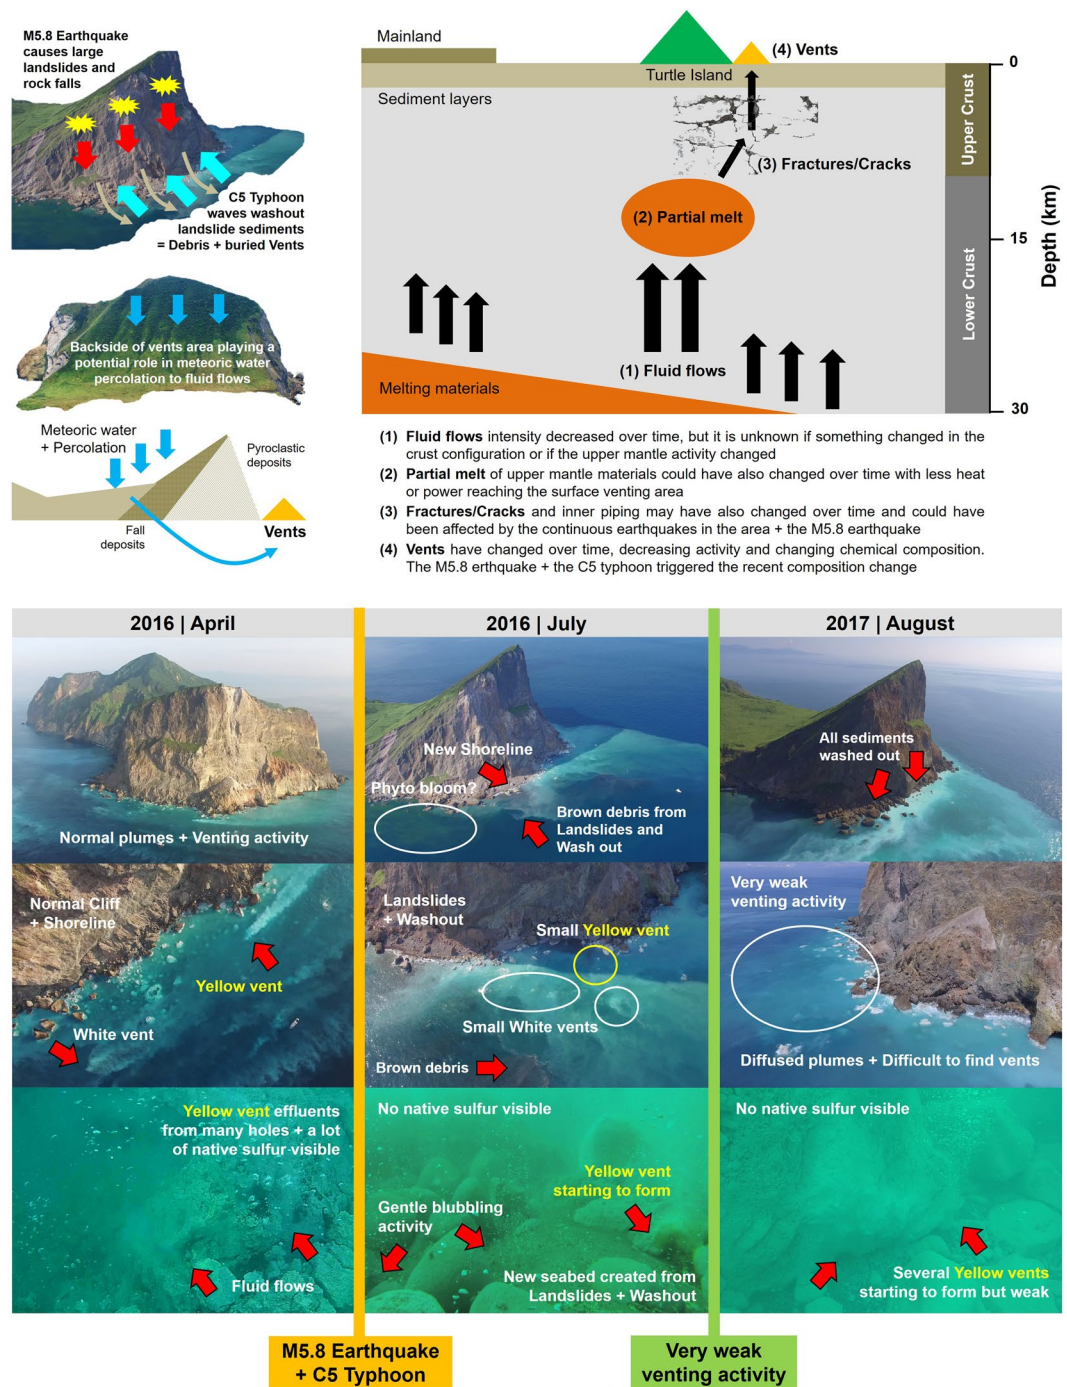 M5.8 Earthquake
causes large
landslides and
rock falls
C5 Typhoon
waves washout
landslide sediments
= Debris + buried Vents
Backside of vents area playing a
potential role in meteoric water
percolation to fluid flows
Meteoric water
+ Percolation
Pyroclastic
deposits
Fall
deposits
Vents
Mainland
(4) Vents
Turtle Island
Sediment layers
(3) Fractures/Cracks
(2) Partial melt
(1) Fluid flows
Melting materials
Upper Crust
Lower Crust
0
15
30
Depth (km)
(1) Fluid flows intensity decreased over time, but it is unknown if something changed in the
crust configuration or if the upper mantle activity changed
(2) Partial melt of upper mantle materials could have also changed over time with less heat
or power reaching the surface venting area
(3) Fractures/Cracks and inner piping may have also changed over time and could have
been affected by the continuous earthquakes in the area + the M5.8 earthquake
(4) Vents have changed over time, decreasing activity and changing chemical composition.
The M5.8 erthquake + the C5 typhoon triggered the recent composition change
2016 | April
2016 | July
2017 | August
Normal plumes + Venting activity
New Shoreline
Phyto bloom?
Brown debris from
Landslides and
Wash out
All sediments
washed out
Normal Cliff
+ Shoreline
Yellow vent
White vent
Landslides
+ Washout
Small Yellow vent
Small White vents
Brown debris
Very weak
venting activity
Diffused plumes + Difficult to find vents
Yellow vent effluents
from many holes + a lot
of native sulfur visible
Fluid flows
No native sulfur visible
Yellow vent
starting to form
Gentle blubbling
activity
New seabed created from
Landslides + Washout
No native sulfur visible
Several Yellow vents
starting to form but weak
M5.8 Earthquake
+ C5 Typhoon
Very weak
venting activity